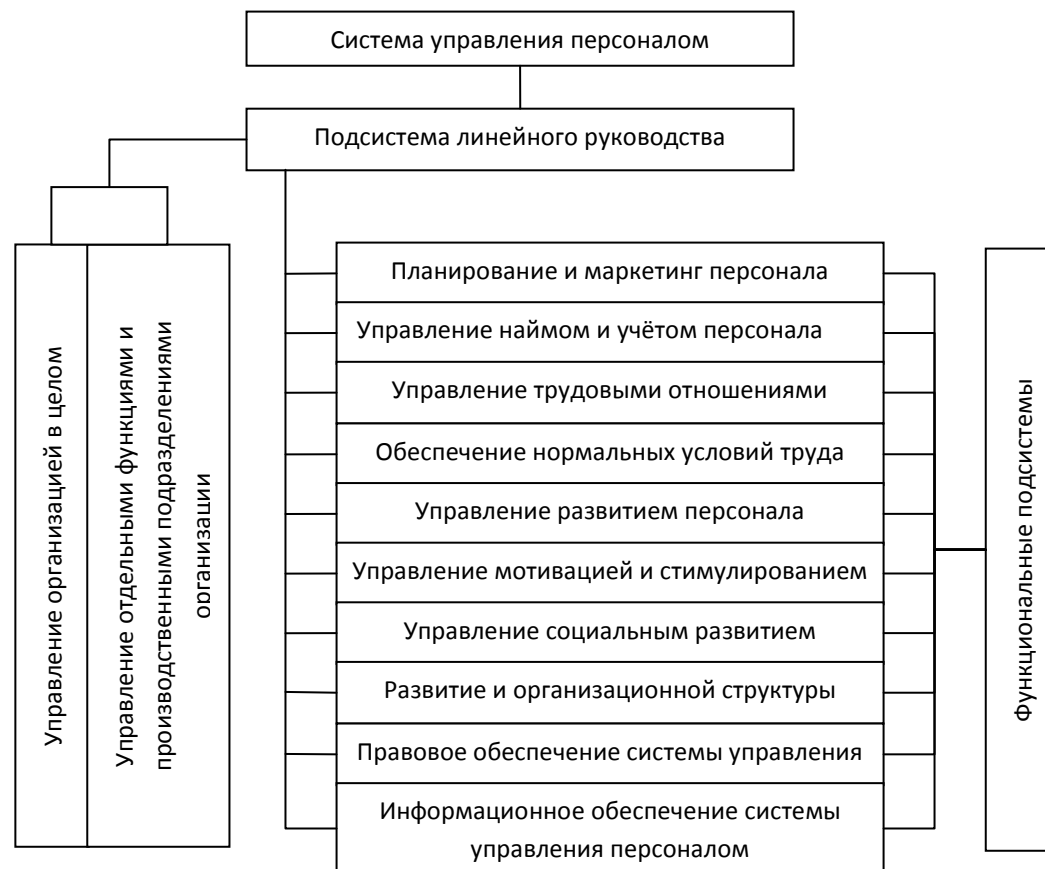 Система управления персоналом
Подсистема линейного руководства
Управление организацией в целом
Управление отдельными функциями и
производственными подразделениями
организации
Планирование и маркетинг персонала
Управление наймом и учётом персонала
Управление трудовыми отношениями
Обеспечение нормальных условий труда
Управление развитием персонала
Управление мотивацией и стимулированием
Управление социальным развитием
Развитие и организационной структуры
Правовое обеспечение системы управления
Информационное обеспечение системы
управления персоналом
Функциональные подсистемы